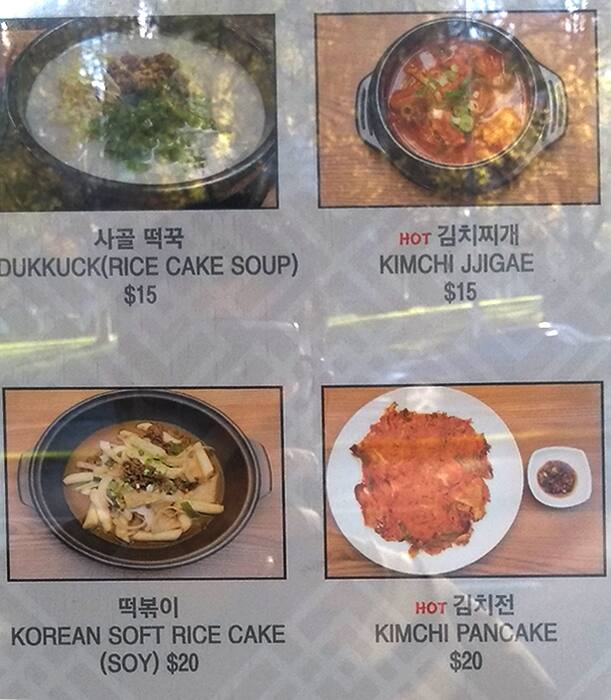 사골 떡꾹
DUKKUCK(RICE CAKE SOUP)
$15
HOT 김치찌개
KIMCHI JJIGAE
$15
떡볶이
KOREAN SOFT RICE CAKE
(SOY) $20
HOT 김치전
KIMCHI PANCAKE
$20